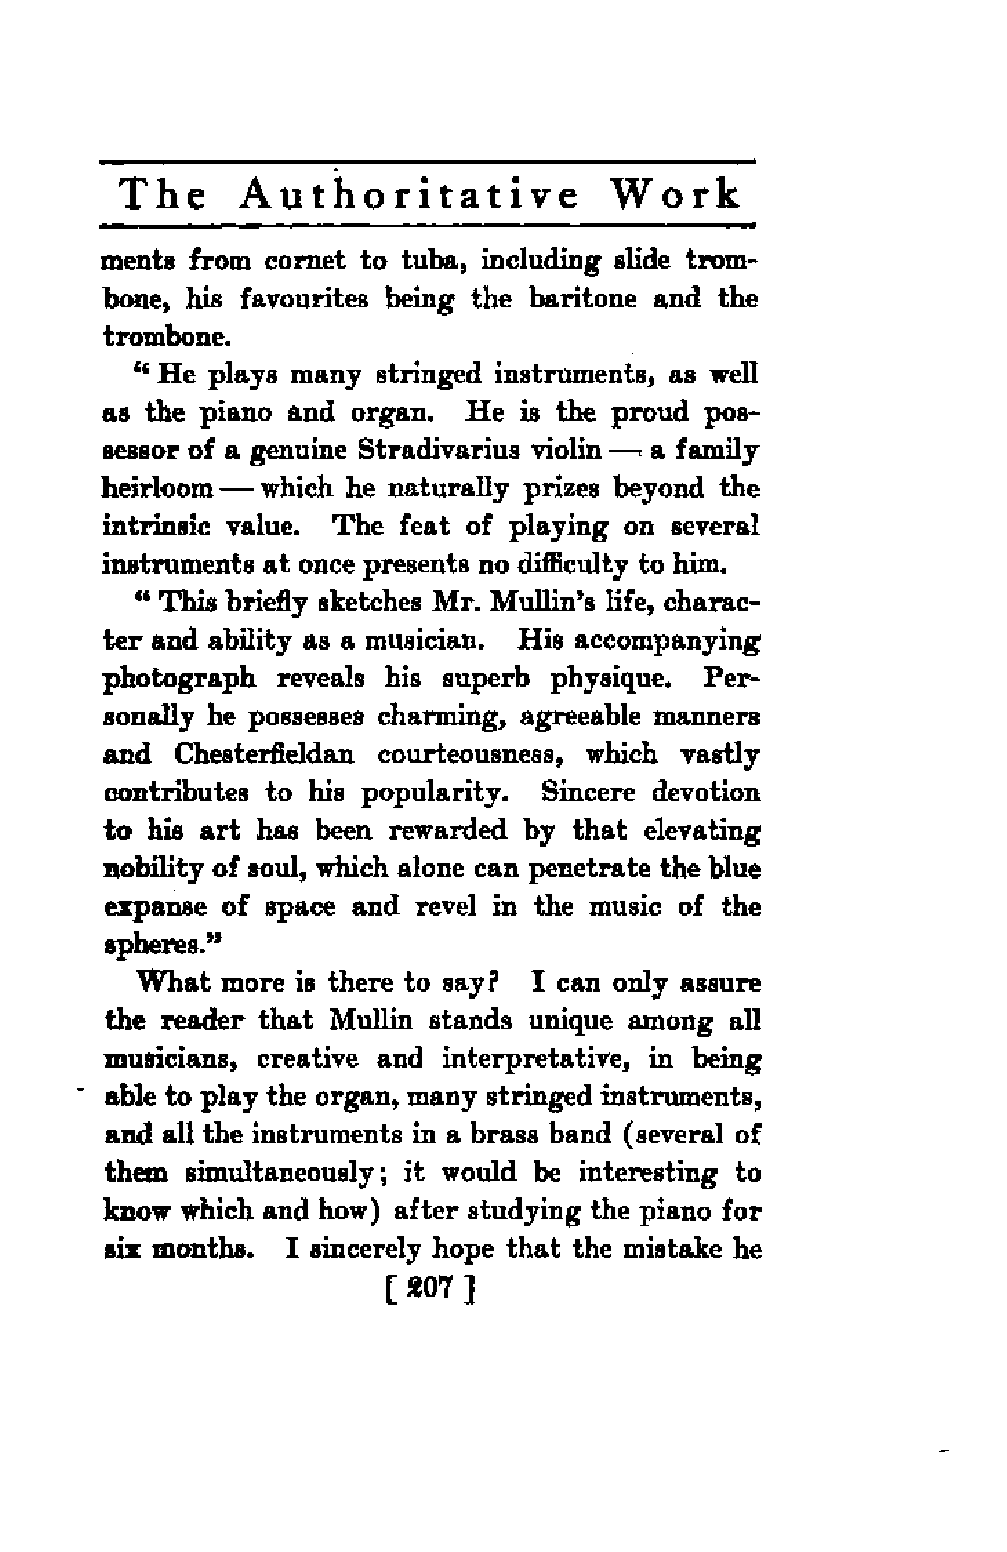 The Authoritative Work
ments from cornet to tuba, including slide trom-
bone, his favourites being the baritone and the
trombone.
"He plays many stringed instruments, as well
as the piano and organ. He is the proud pos-
sessor of a genuine Stradivarius violin — a family
heirloom — which he naturally prizes beyond the
intrinsic value. The feat of playing on several
instruments at once presents no difficulty to him.
"This briefly sketches Mr. Mullin's life, charac-
ter and ability as a musician. His accompanying
photograph reveals his superb physique. Per-
sonally he possesses charming, agreeable manners
and Chesterfieldan courteousness, which vastly
contributes to his popularity. Sincere devotion
to his art has been rewarded by that elevating
nobility of soul, which alone can penetrate the blue
expanse of space and revel in the music of the
spheres."
What more is there to say? I can only assure
the reader that Mullin stands unique among all
musicians, creative and interpretative, in being
able to play the organ, many stringed instruments,
and all the instruments in a brass band (several of
them simultaneously; it would be interesting to
know which and how) after studying the piano for
six months. I sincerely hope that the mistake he
[ 207 ]